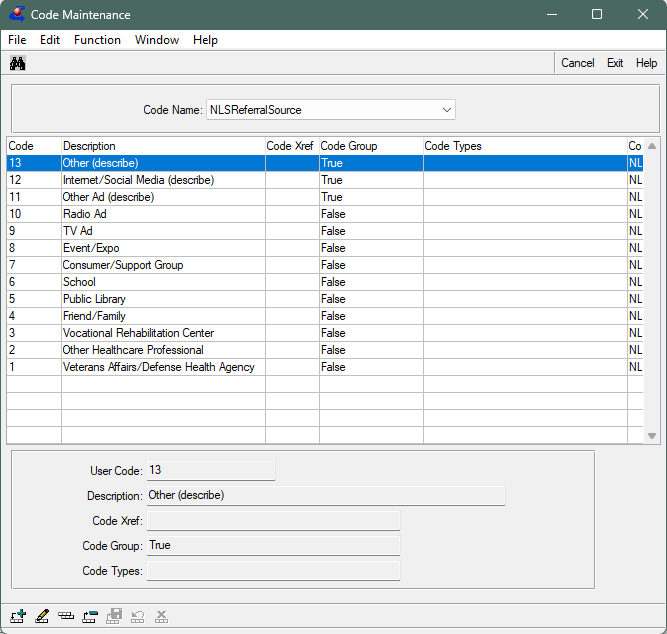 Code Maintenance
File Edit Function Window Help
Cancel Exit Help
Code Name: NLSReferralSource
Code Description Code Xref Code Group Code Types Co
13 Other (describe) True NL
12 Internet/Social Media (describe) True NL
11 Other Ad (describe) True NL
10 Radio Ad False NL
9 TV Ad False NL
8 Event/Expo False NL
7 Consumer/Support Group False NL
6 School False NL
5 Public Library False NL
4 Friend/Family False NL
3 Vocational Rehabilitation Center False NL
2 Other Healthcare Professional False NL
1 Veterans Affairs/Defense Health Agency False NL
User Code: 13
Description: Other (describe)
Code Xref:
Code Group: True
Code Types: